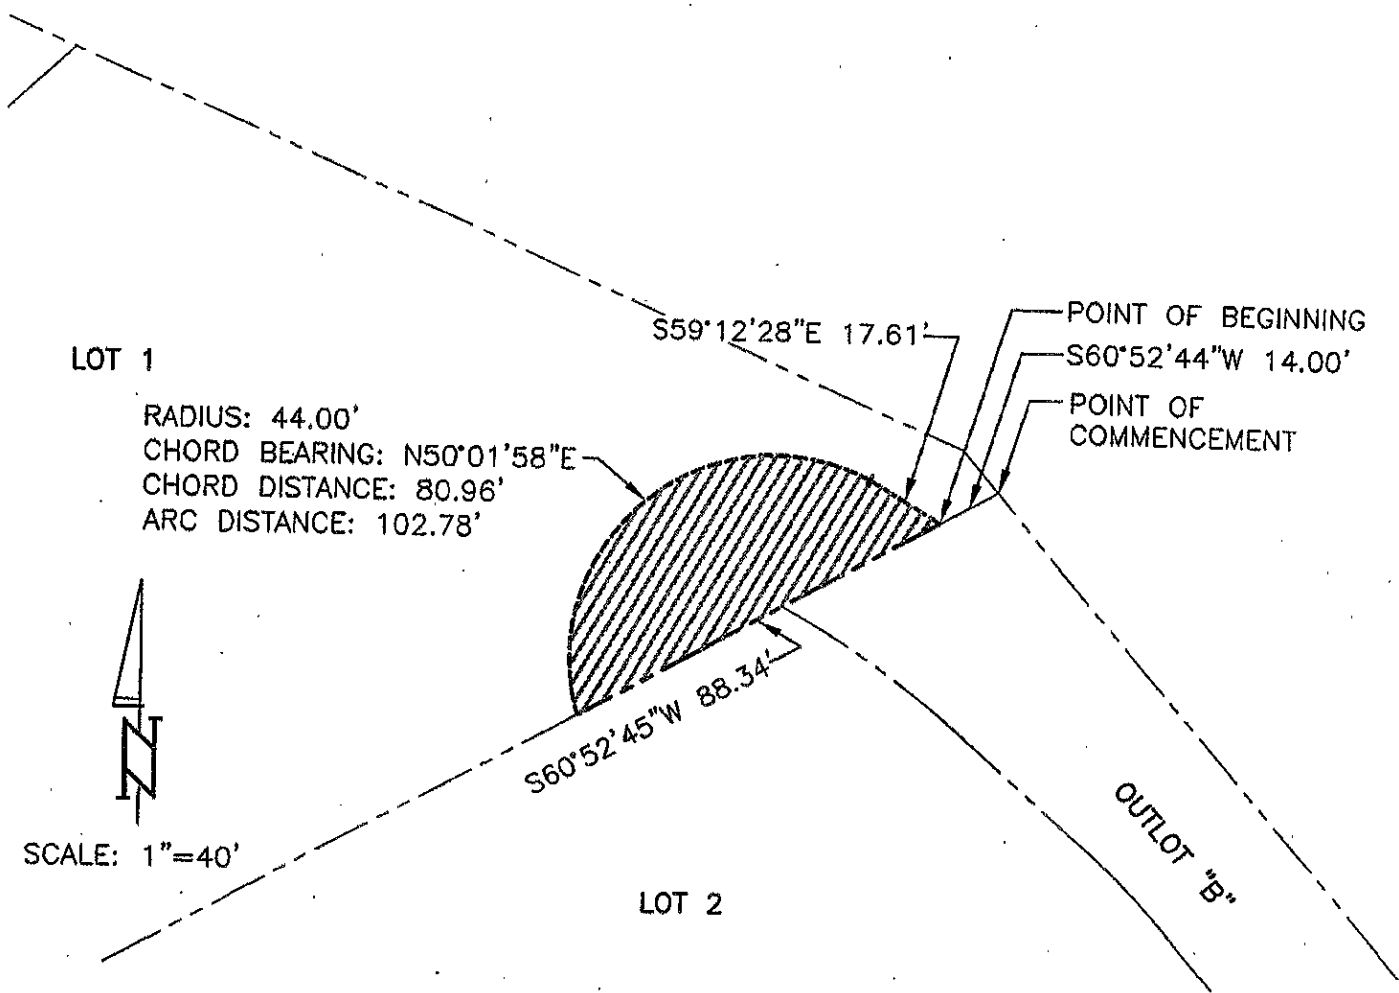 S59°12'28"E 17.61'
POINT OF BEGINNING
S60°52'44"W 14.00'
POINT OF
COMMENCEMENT
LOT 1
RADIUS: 44.00'
CHORD BEARING: N50°01'58"E
CHORD DISTANCE: 80.96'
ARC DISTANCE: 102.78'
S60°52'45"W 88.34'
N
SCALE: 1"=40'
LOT 2
OUTLOT "B"